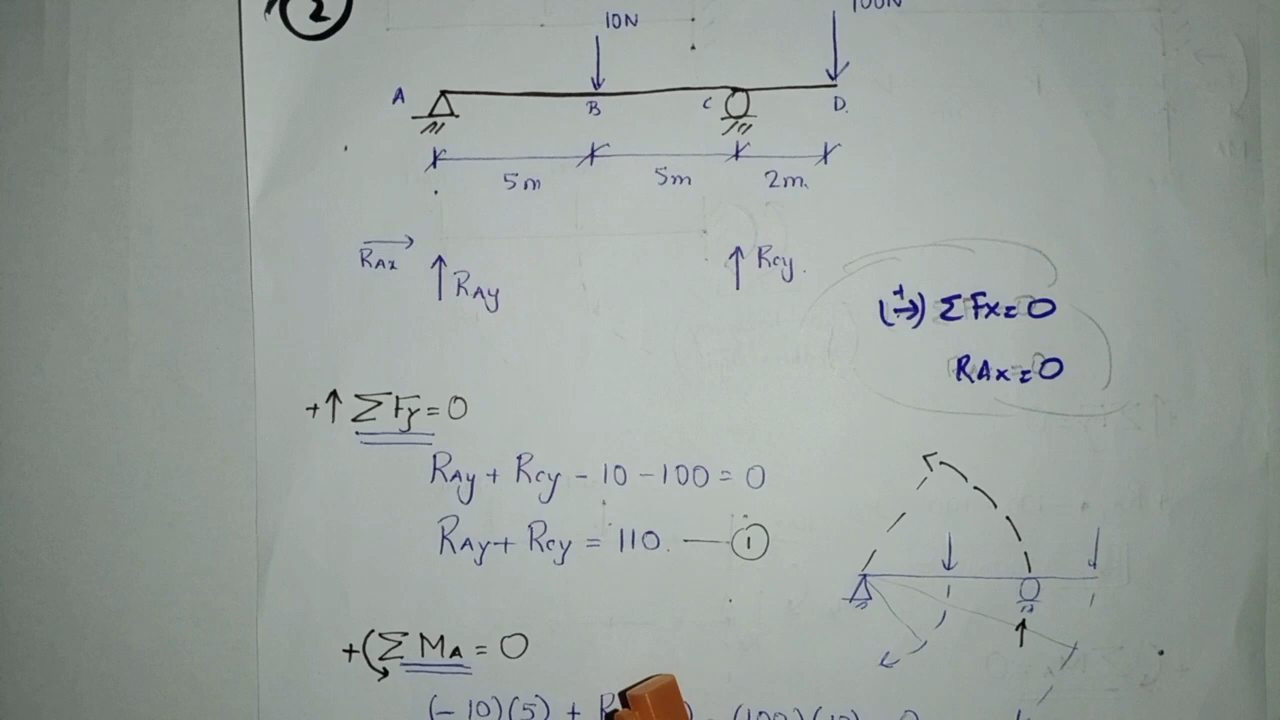 2
10N
100N
A
B
C
D.
5m
5m
2m.
RAx
RAy
Rcy.
(+→) ΣFx=0
RAx=0
+↑ ΣFy=0
RAy + Rcy - 10 - 100 = 0
RAy + Rcy = 110. — 1
+( ΣMA = 0
(-10)(5) +